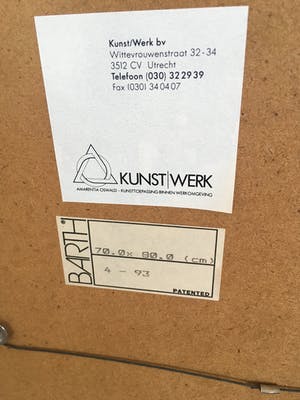 Kunst/Werk bv
Wittevrouwenstraat 32-34
3512 CV Utrecht
Telefoon (030) 322939
Fax (030) 340407
KUNST|WERK
AMARENTIA OSWALD - KUNSTTOEPASSING BINNEN WERKOMGEVING
BARTH®
70.0x 80.0 (cm)
4 - 93
PATENTED